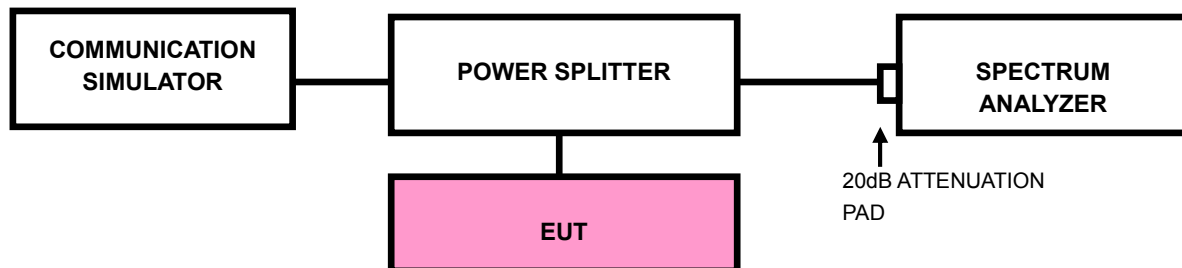 COMMUNICATION
SIMULATOR
POWER SPLITTER
SPECTRUM
ANALYZER
20dB ATTENUATION
PAD
EUT